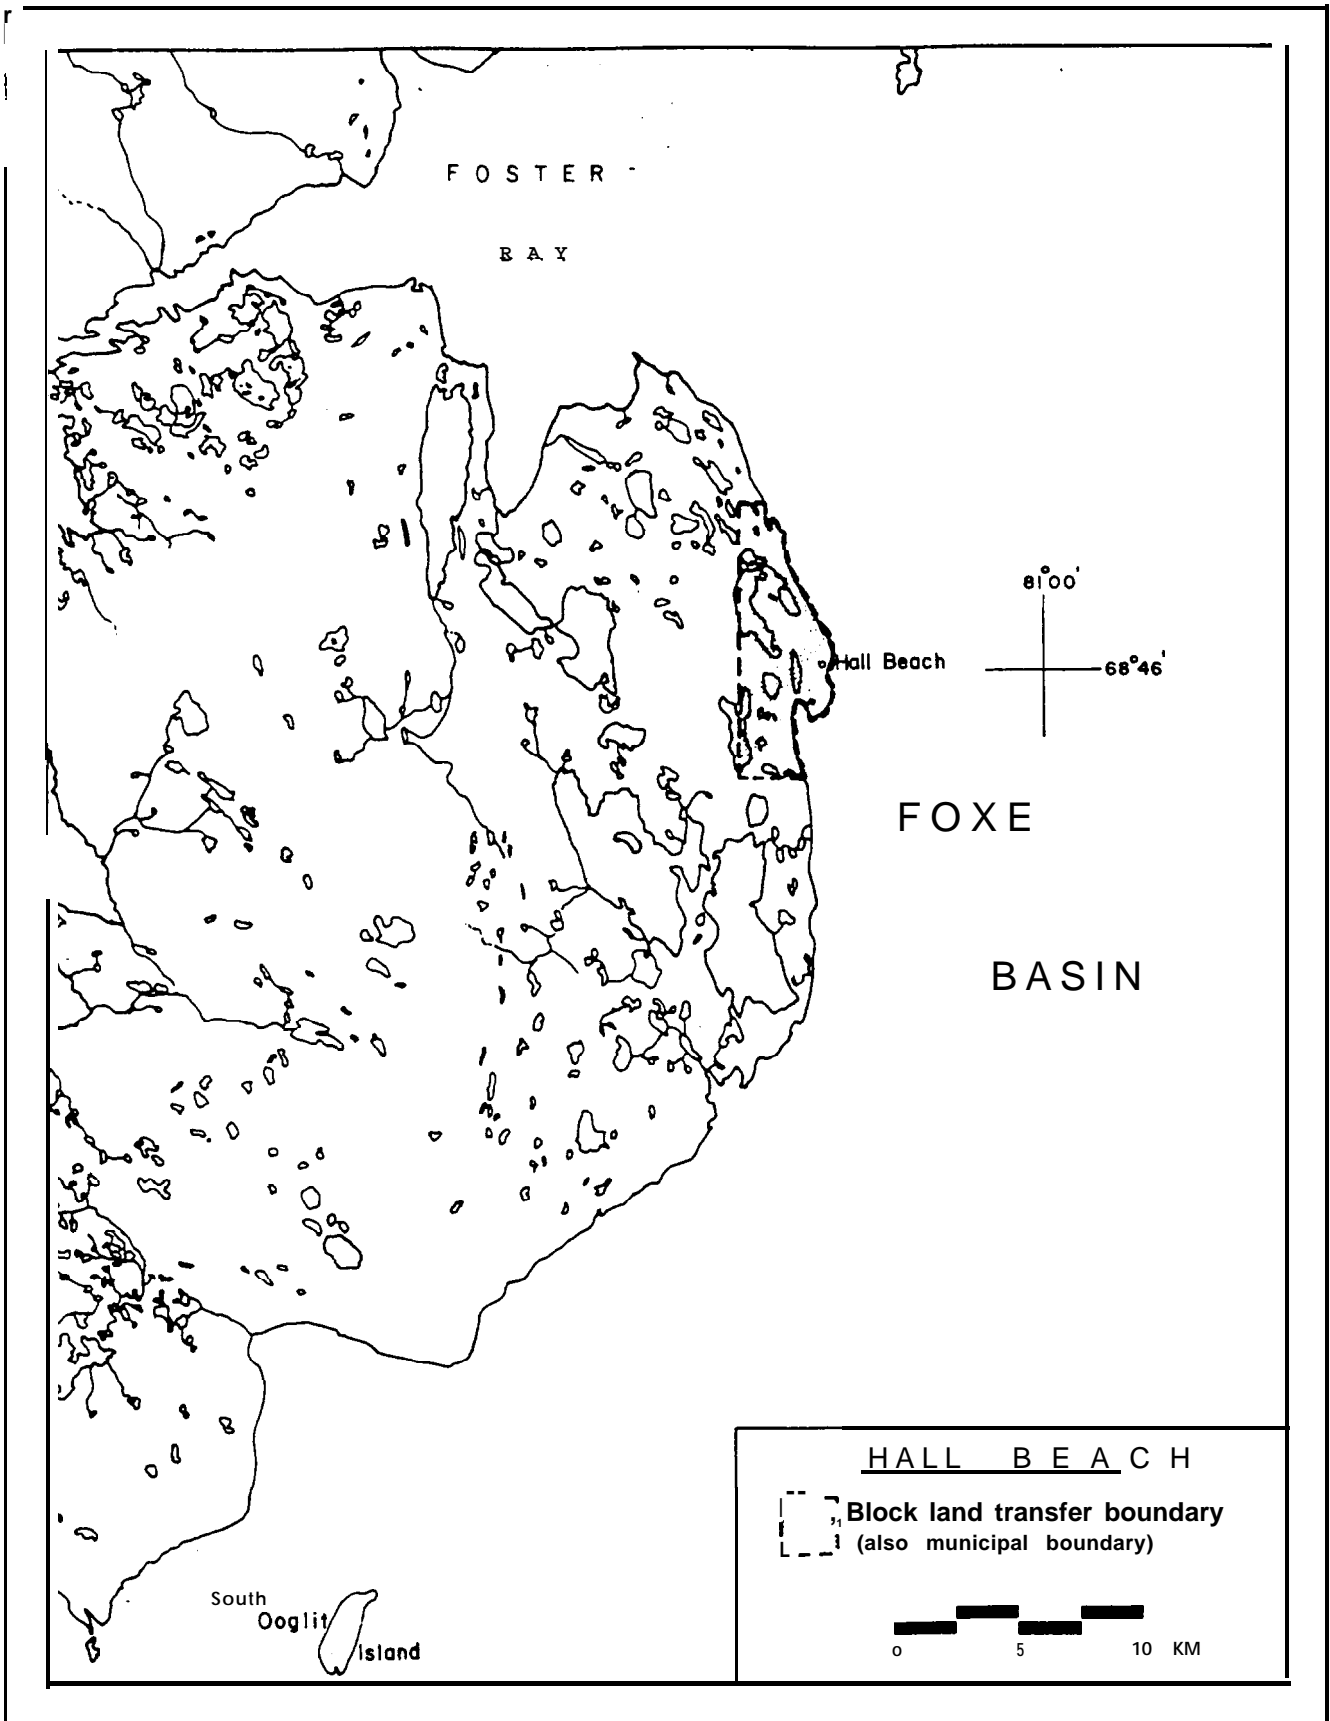 FOSTER
BAY
81°00'
Hall Beach
68°46'
FOXE
BASIN
HALL BEACH
Block land transfer boundary
(also municipal boundary)
0 5 10 KM
South
Ooglit
Island